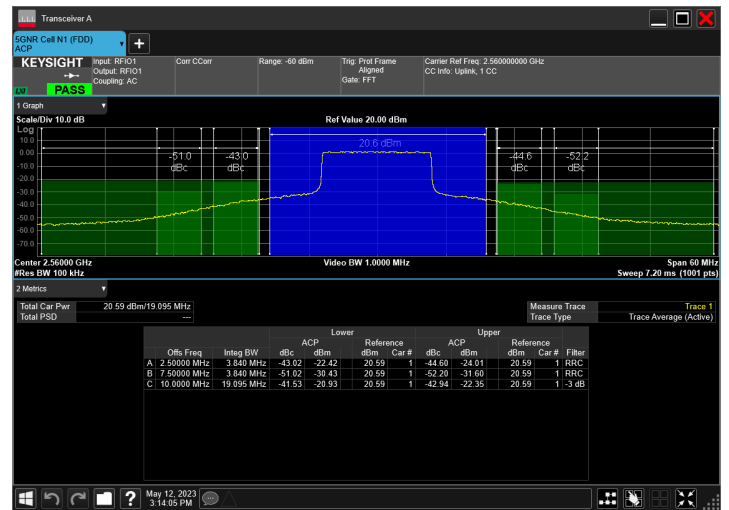 Transceiver A
5GNR Cell N1 (FDD)
ACP
KEYSIGHT
LXI
PASS
Input: RFIO1
Output: RFIO1
Coupling: AC
Corr CCorr
Range: -60 dBm
Trig: Prot Frame
Aligned
Gate: FFT
Carrier Ref Freq: 2.560000000 GHz
CC Info: Uplink, 1 CC
1 Graph
Scale/Div 10.0 dB
Ref Value 20.00 dBm
Log
10.0
0.00
-10.0
-20.0
-30.0
-40.0
-50.0
-60.0
-70.0
-51.0
dBc
-43.0
dBc
20.6 dBm
-44.6
dBc
-52.2
dBc
Center 2.56000 GHz
Video BW 1.0000 MHz
Span 60 MHz
#Res BW 100 kHz
Sweep 7.20 ms (1001 pts)
2 Metrics
Total Car Pwr 20.59 dBm/19.095 MHz
Total PSD ---
Measure Trace Trace 1
Trace Type Trace Average (Active)
Lower Upper
ACP Reference ACP Reference
Offs Freq Integ BW dBc dBm dBm Car # dBc dBm dBm Car # Filter
A 2.50000 MHz 3.840 MHz -43.02 -22.42 20.59 1 -44.60 -24.01 20.59 1 RRC
B 7.50000 MHz 3.840 MHz -51.02 -30.43 20.59 1 -52.20 -31.60 20.59 1 RRC
C 10.0000 MHz 19.095 MHz -41.53 -20.93 20.59 1 -42.94 -22.35 20.59 1 -3 dB
?
May 12, 2023
3:14:05 PM